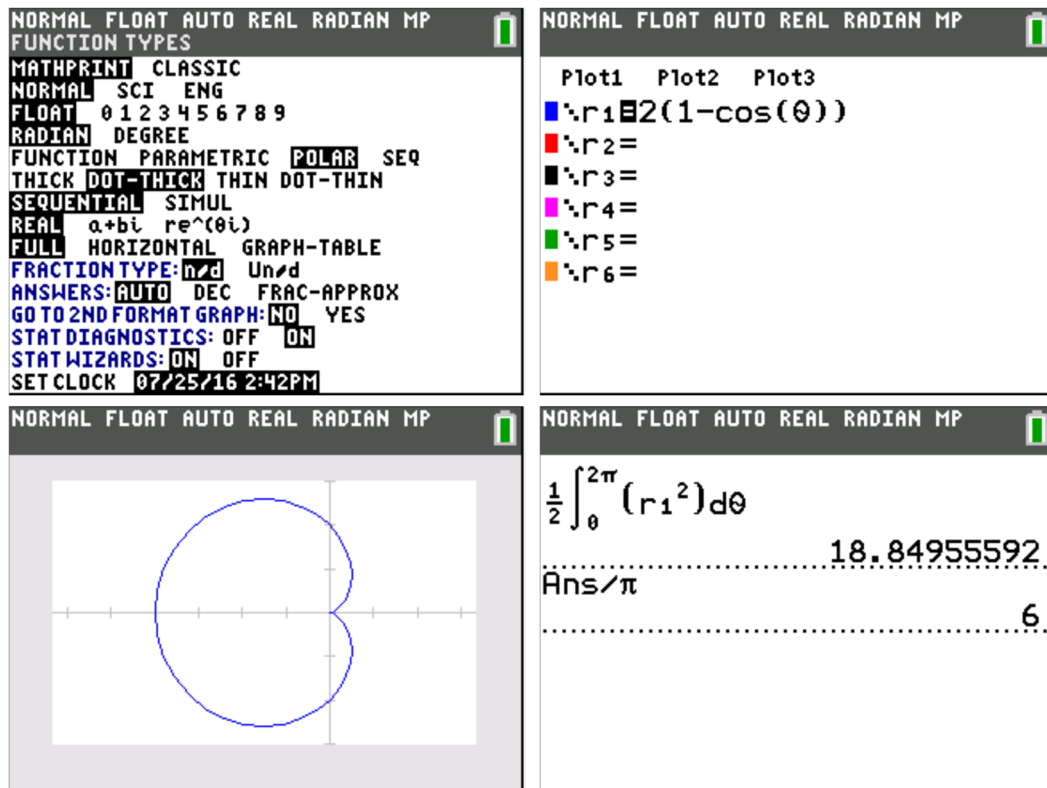 NORMAL FLOAT AUTO REAL RADIAN MP
FUNCTION TYPES
MATHPRINT CLASSIC
NORMAL SCI ENG
FLOAT 0 1 2 3 4 5 6 7 8 9
RADIAN DEGREE
FUNCTION PARAMETRIC POLAR SEQ
THICK DOT-THICK THIN DOT-THIN
SEQUENTIAL SIMUL
REAL a+bi re^(θi)
FULL HORIZONTAL GRAPH-TABLE
FRACTION TYPE: n/d Un/d
ANSWERS: AUTO DEC FRAC-APPROX
GO TO 2ND FORMAT GRAPH: NO YES
STAT DIAGNOSTICS: OFF ON
STAT WIZARDS: ON OFF
SET CLOCK 07/25/16 2:42PM
NORMAL FLOAT AUTO REAL RADIAN MP
Plot1 Plot2 Plot3
\r1=2(1-cos(θ))
\r2=
\r3=
\r4=
\r5=
\r6=
NORMAL FLOAT AUTO REAL RADIAN MP
NORMAL FLOAT AUTO REAL RADIAN MP
1/2 ∫₀^2π (r1²)dθ
18.84955592
Ans/π
6